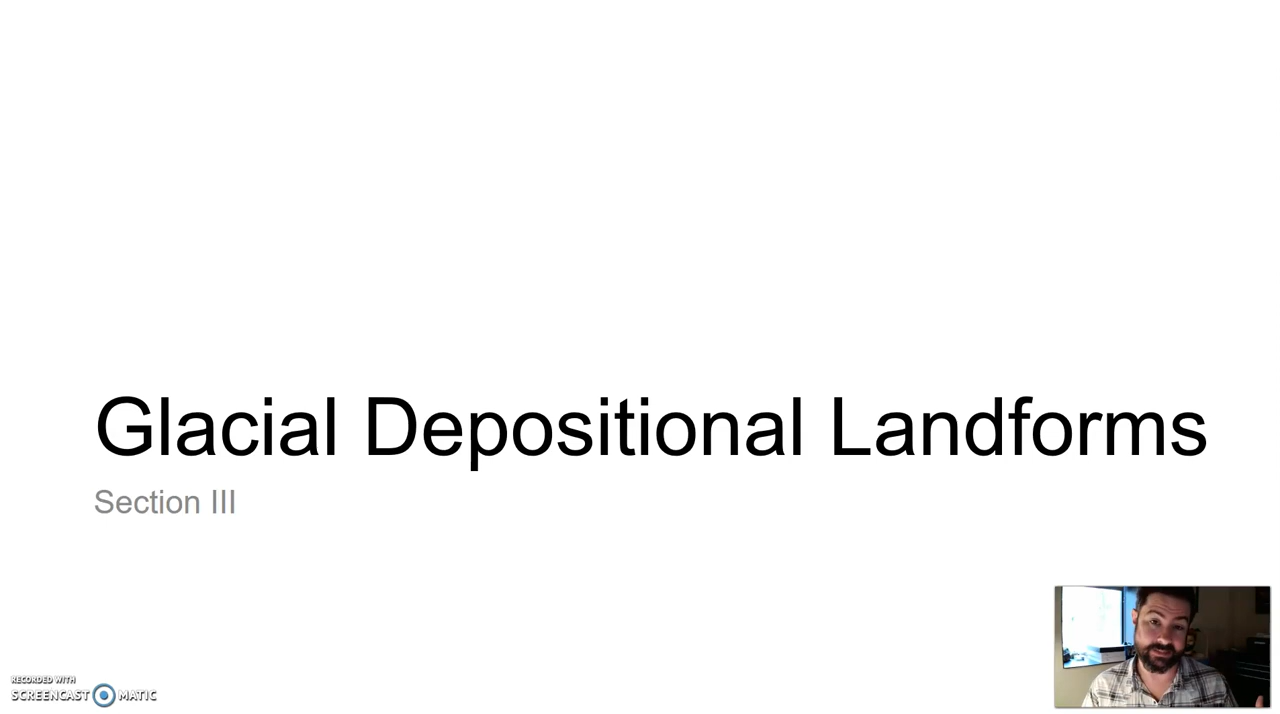 Glacial Depositional Landforms
Section III
RECORDED WITH
SCREENCAST MATIC